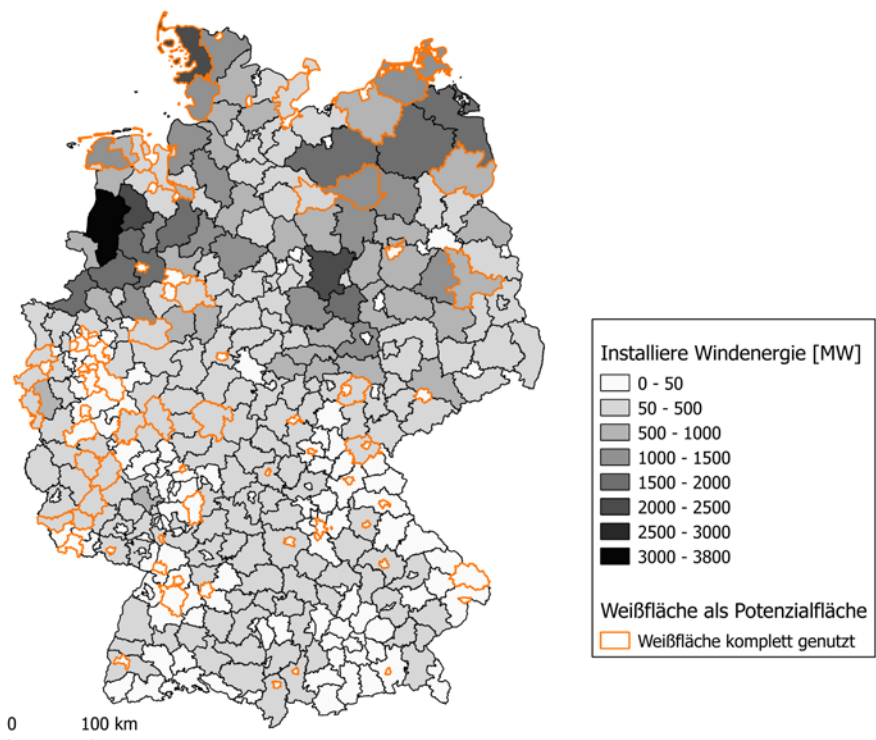 Installiere Windenergie [MW]
0 - 50
50 - 500
500 - 1000
1000 - 1500
1500 - 2000
2000 - 2500
2500 - 3000
3000 - 3800
Weißfläche als Potenzialfläche
Weißfläche komplett genutzt
0 100 km